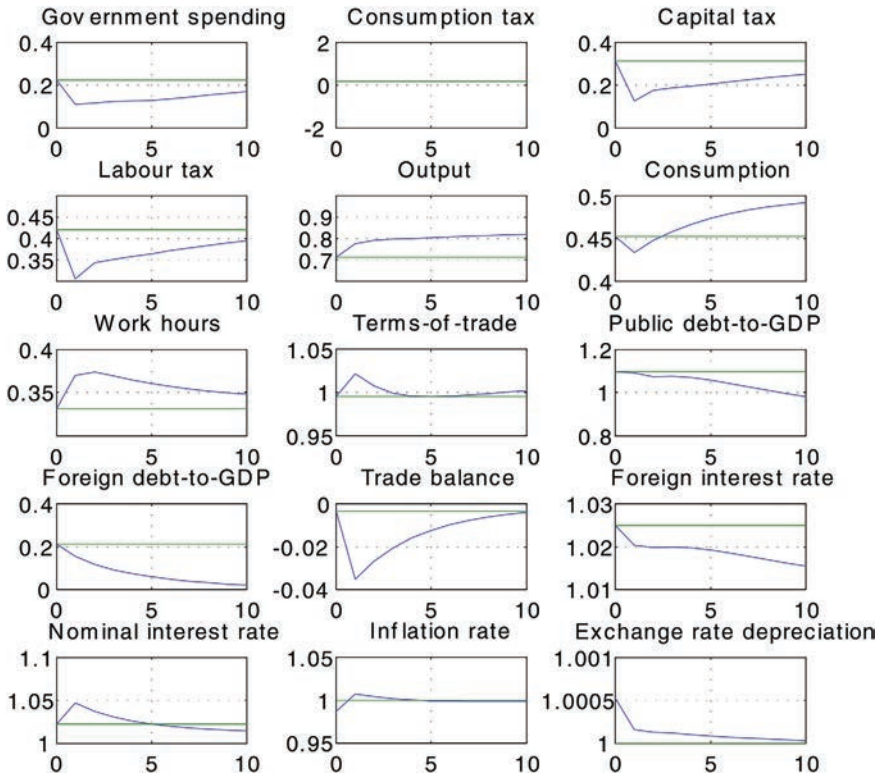 Government spending Consumption tax Capital tax
0.4 2 0.4
0.2 0 0.2
0 -2 0
0 5 10 0 5 10 0 5 10
Labour tax Output Consumption
0.45 0.9 0.5
0.4 0.8 0.45
0.35 0.7 0.4
0 5 10 0 5 10 0 5 10
Work hours Terms-of-trade Public debt-to-GDP
0.4 1.05 1.2
0.35 1 1
0.95 0.8
0 5 10 0 5 10 0 5 10
Foreign debt-to-GDP Trade balance Foreign interest rate
0.4 0 1.03
0.2 -0.02 1.02
0 -0.04 1.01
0 5 10 0 5 10 0 5 10
Nominal interest rate Inflation rate Exchange rate depreciation
1.1 1.05 1.001
1.05 1 1.0005
1 0.95 1
0 5 10 0 5 10 0 5 10